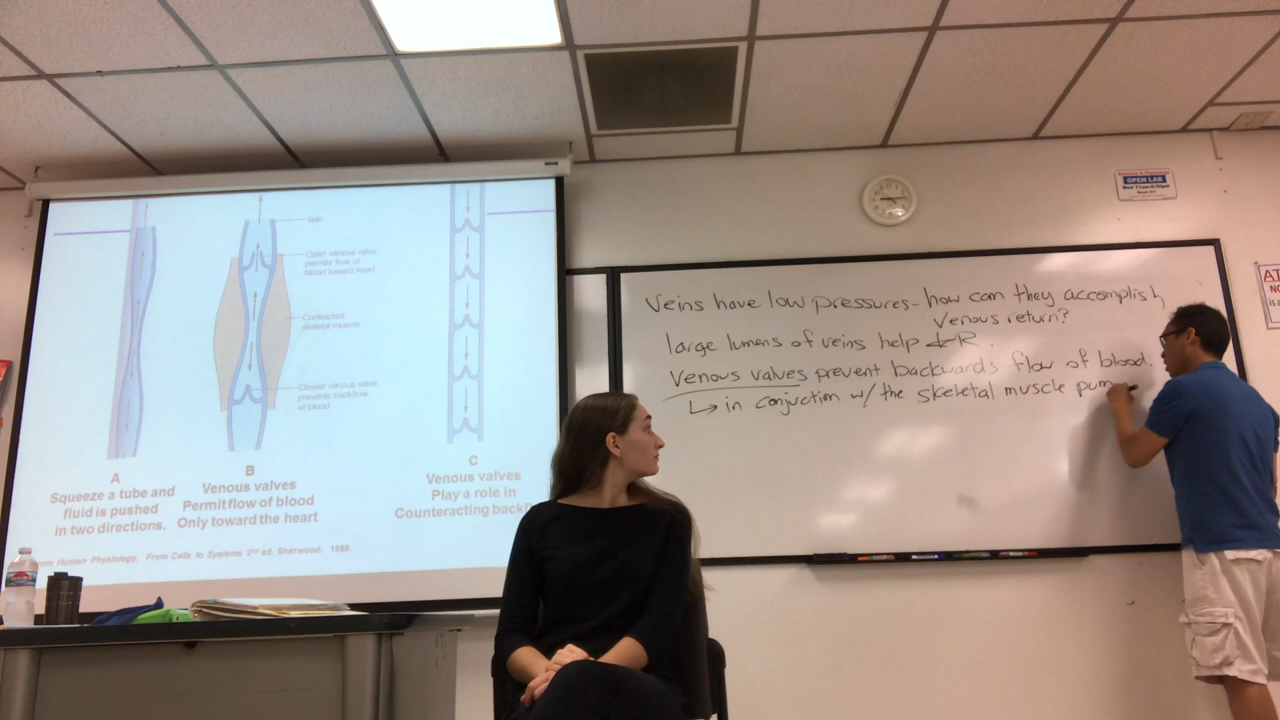 Vein
Open venous valve
permits flow of
blood toward heart
Contracted
skeletal muscle
Closed venous valve
prevents backflow
of blood
A
Squeeze a tube and
fluid is pushed
in two directions.
B
Venous valves
Permit flow of blood
Only toward the heart
C
Venous valves
Play a role in
Counteracting
From Human Physiology: From Cells to Systems 2nd ed. Sherwood. 1989.
Veins have low pressures - how can they accomplish
Venous return?
large lumens of veins help ↓R.
Venous valves prevent backwards flow of blood.
↳ in conjuction w/ the skeletal muscle pum
OPEN LAB